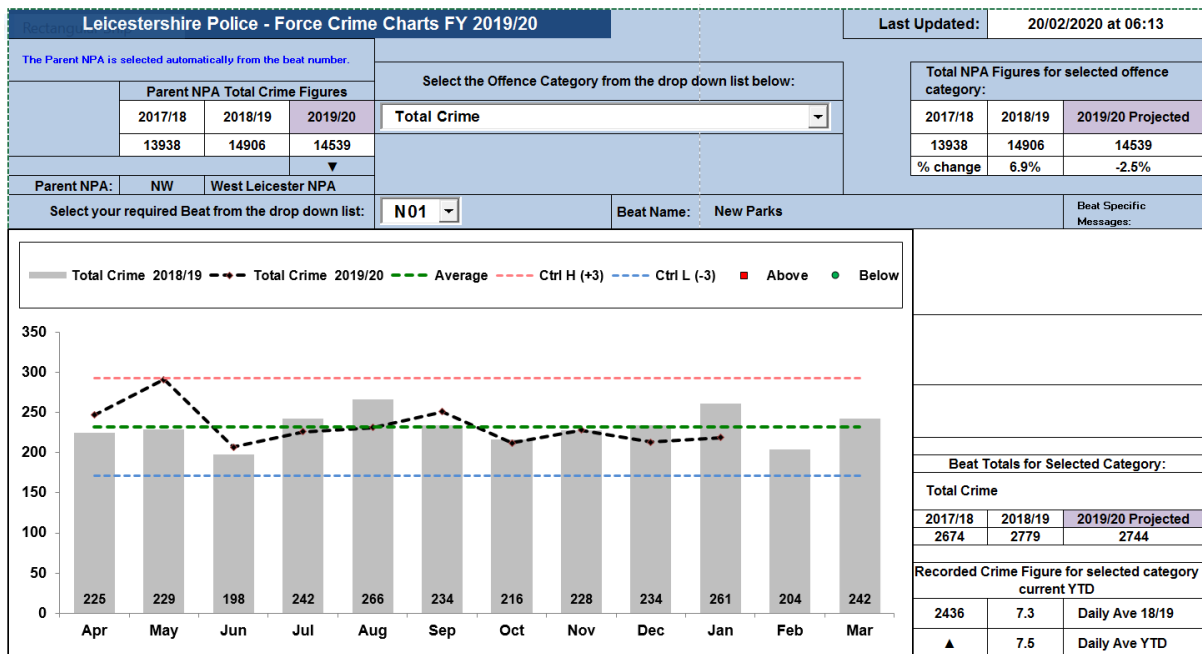 Leicestershire Police - Force Crime Charts FY 2019/20
Last Updated: 20/02/2020 at 06:13
The Parent NPA is selected automatically from the beat number.
Select the Offence Category from the drop down list below:
Total NPA Figures for selected offence category:
Parent NPA Total Crime Figures
2017/18 2018/19 2019/20
Total Crime
2017/18 2018/19 2019/20 Projected
13938 14906 14539
13938 14906 14539
▼
% change 6.9% -2.5%
Parent NPA: NW West Leicester NPA
Select your required Beat from the drop down list: N01
Beat Name: New Parks
Beat Specific Messages:
Total Crime 2018/19 Total Crime 2019/20 Average Ctrl H (+3) Ctrl L (-3) Above Below
350
300
250
200
150
100
50
0
225 229 198 242 266 234 216 228 234 261 204 242
Apr May Jun Jul Aug Sep Oct Nov Dec Jan Feb Mar
Beat Totals for Selected Category:
Total Crime
2017/18 2018/19 2019/20 Projected
2674 2779 2744
Recorded Crime Figure for selected category
current YTD
2436 7.3 Daily Ave 18/19
▲ 7.5 Daily Ave YTD